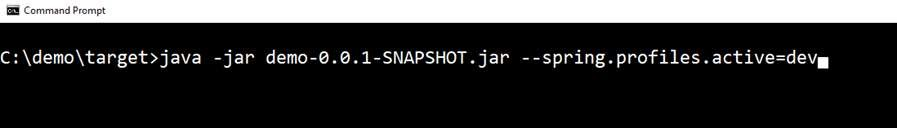 Command Prompt
C:\demo\target>java -jar demo-0.0.1-SNAPSHOT.jar --spring.profiles.active=dev